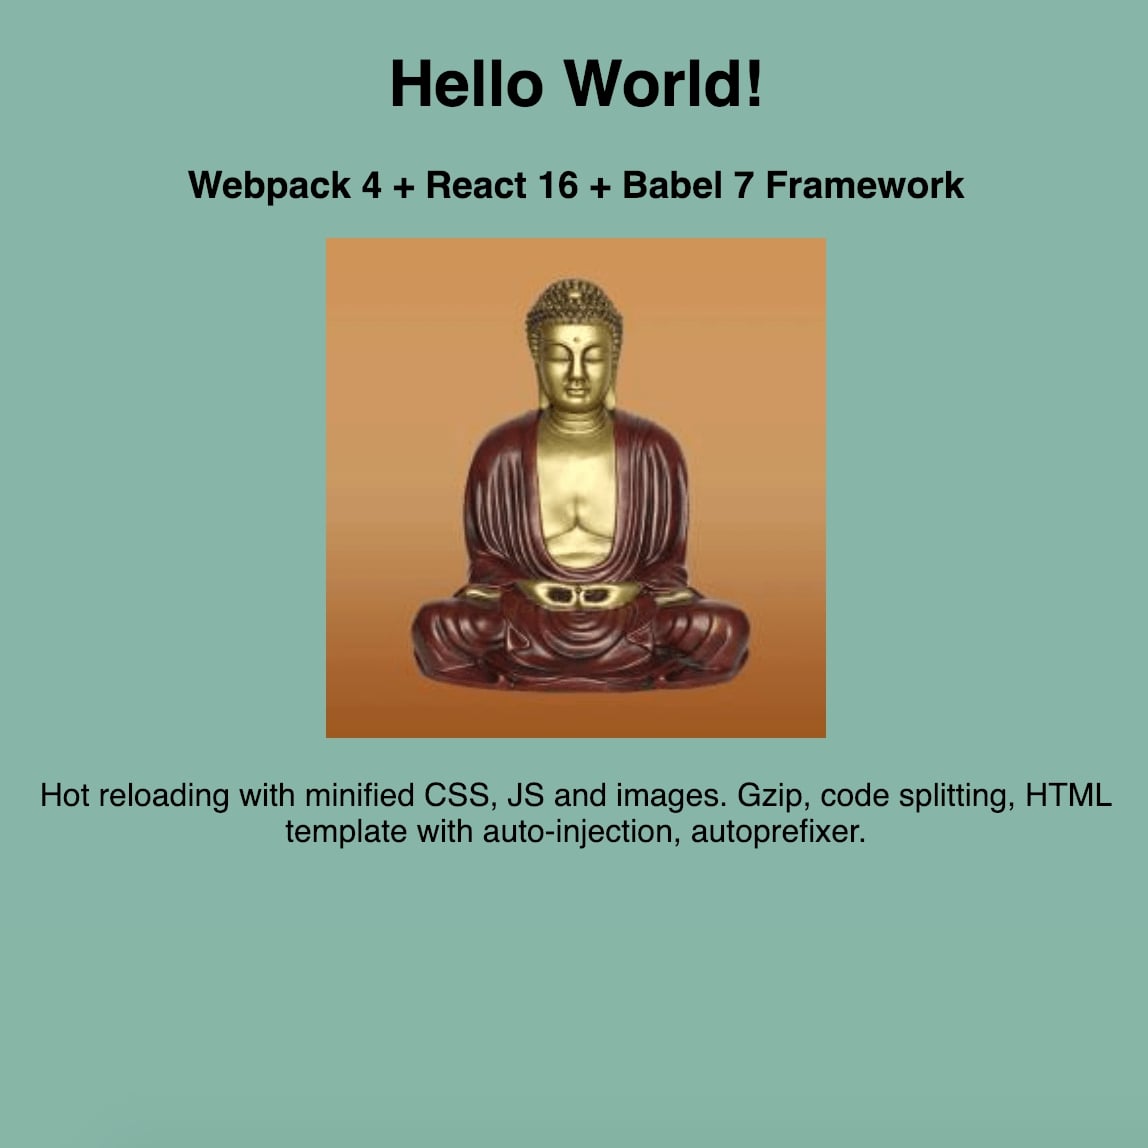 Hello World!
Webpack 4 + React 16 + Babel 7 Framework
Hot reloading with minified CSS, JS and images. Gzip, code splitting, HTML
template with auto-injection, autoprefixer.